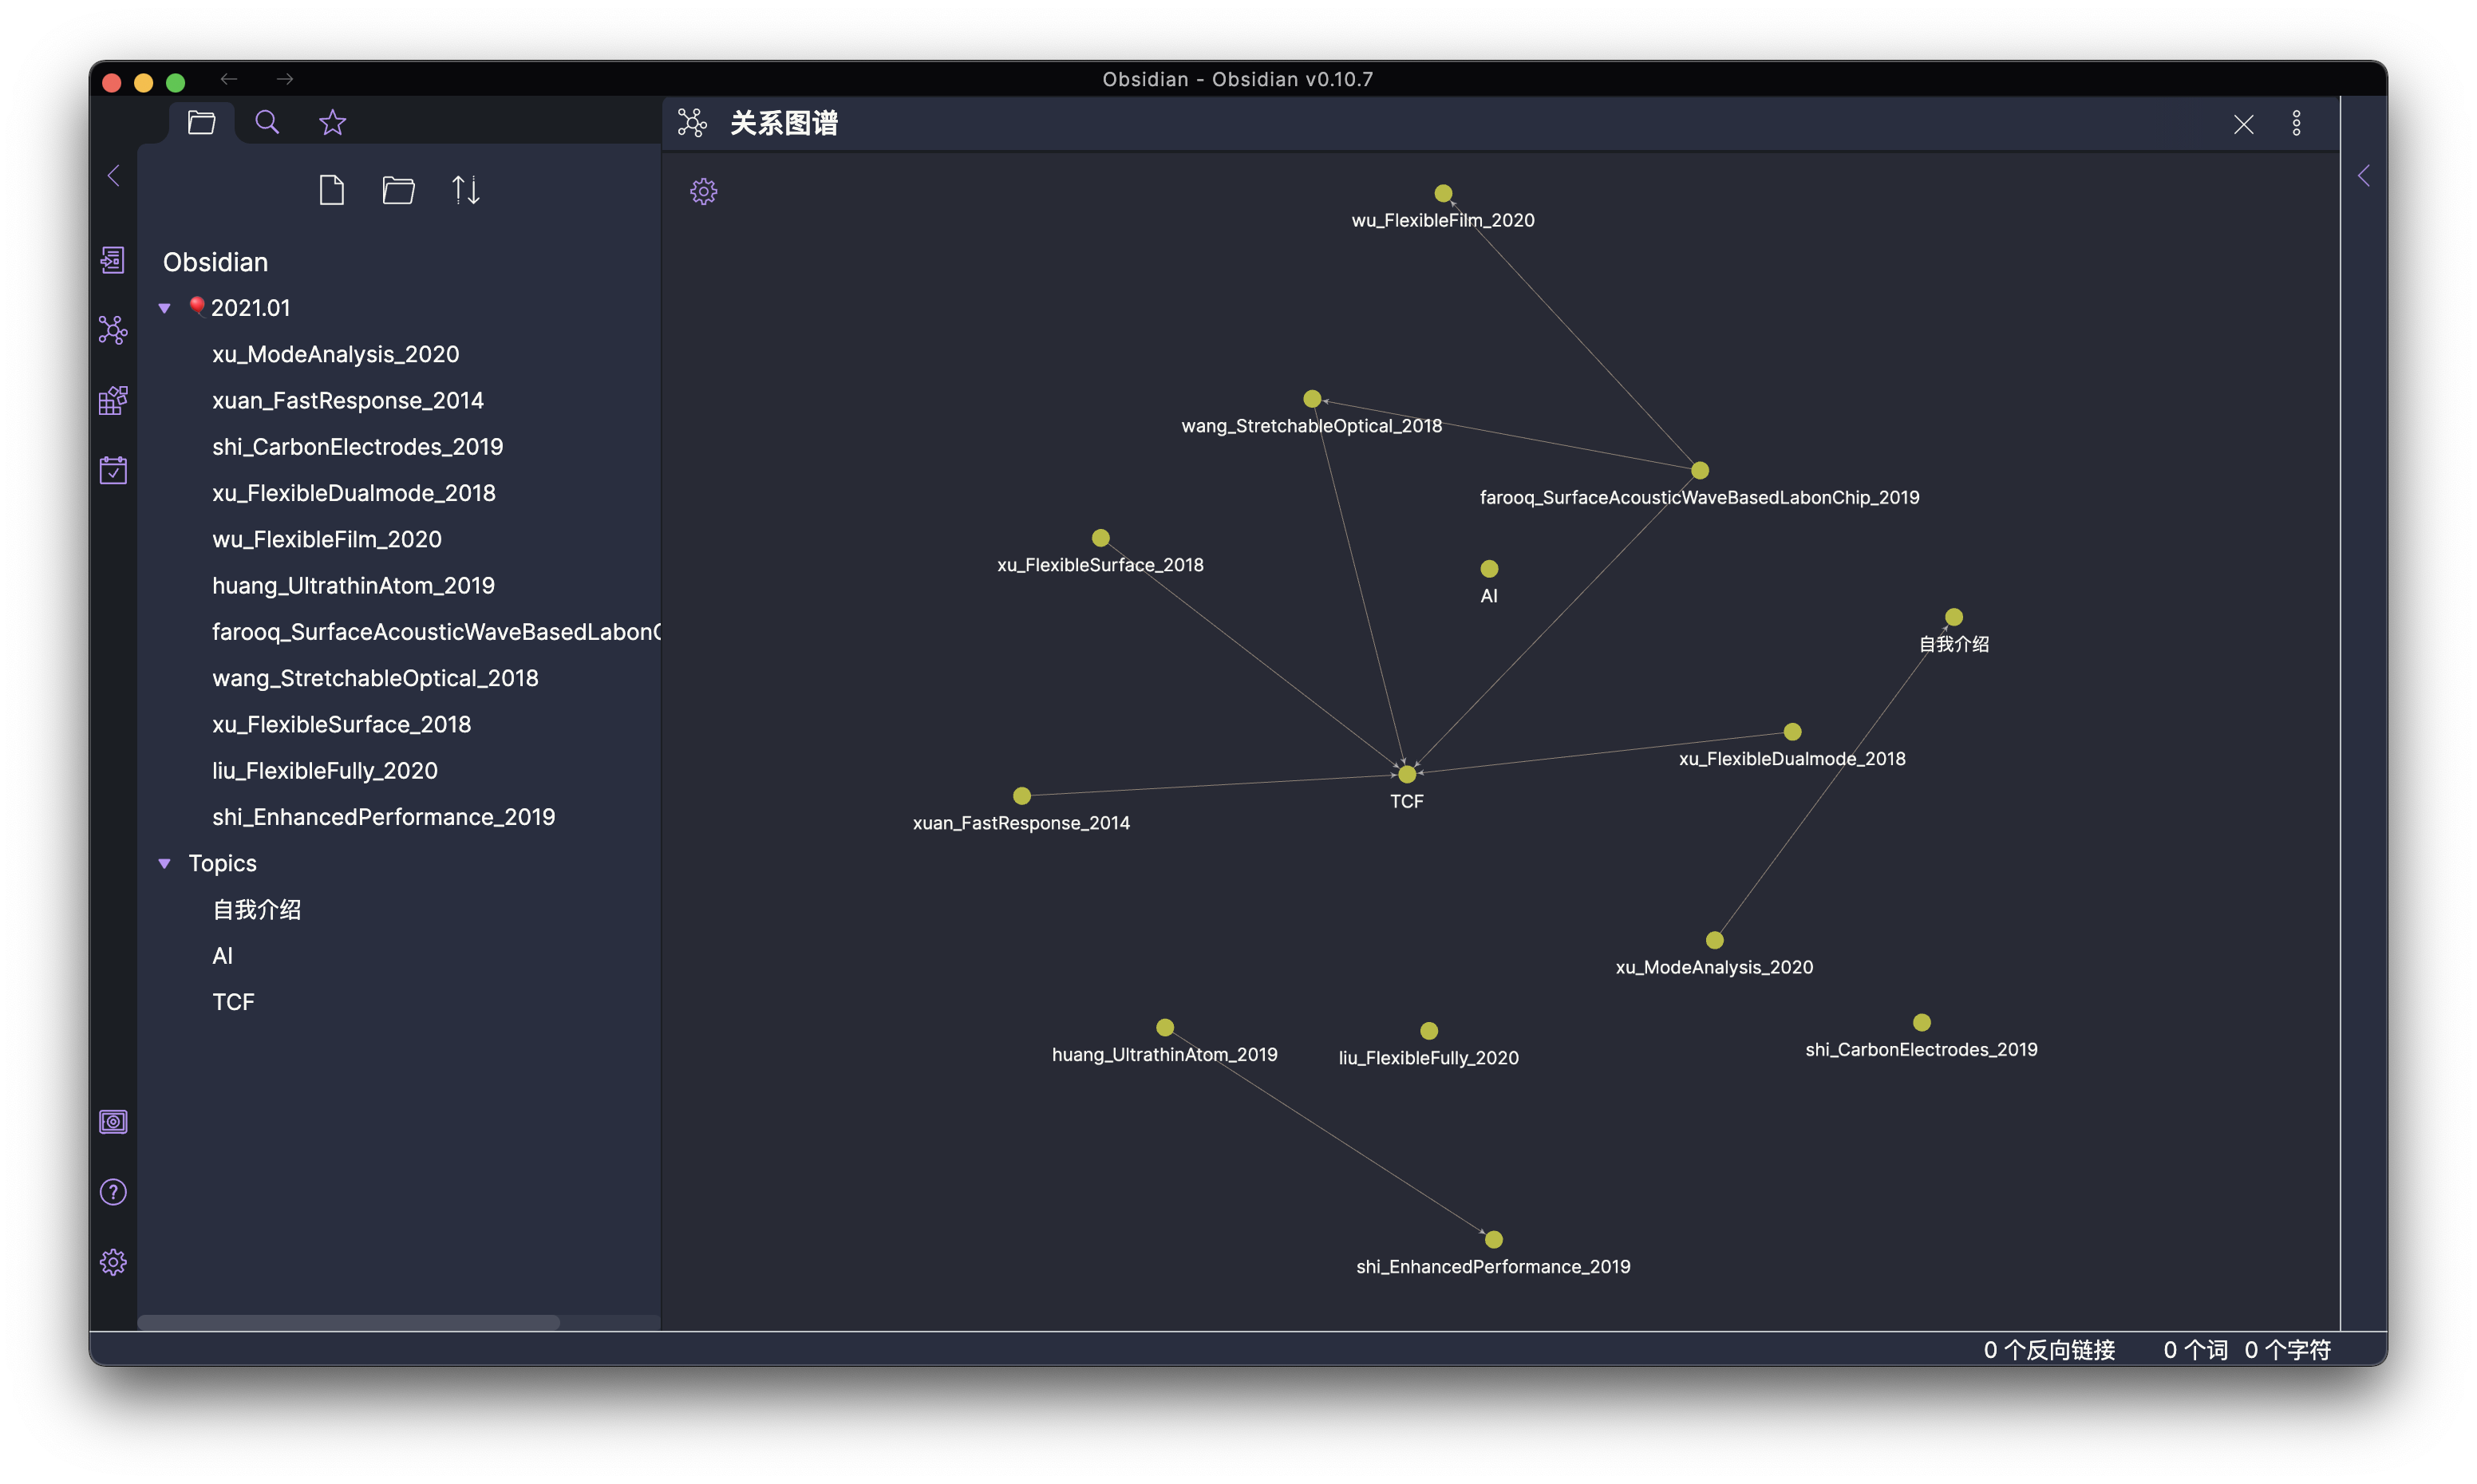 Obsidian - Obsidian v0.10.7
关系图谱
Obsidian
2021.01
xu_ModeAnalysis_2020
xuan_FastResponse_2014
shi_CarbonElectrodes_2019
xu_FlexibleDualmode_2018
wu_FlexibleFilm_2020
huang_UltrathinAtom_2019
farooq_SurfaceAcousticWaveBasedLabonC
wang_StretchableOptical_2018
xu_FlexibleSurface_2018
liu_FlexibleFully_2020
shi_EnhancedPerformance_2019
Topics
自我介绍
AI
TCF
wu_FlexibleFilm_2020
wang_StretchableOptical_2018
farooq_SurfaceAcousticWaveBasedLabonChip_2019
xu_FlexibleSurface_2018
AI
自我介绍
xu_FlexibleDualmode_2018
TCF
xuan_FastResponse_2014
xu_ModeAnalysis_2020
huang_UltrathinAtom_2019
liu_FlexibleFully_2020
shi_CarbonElectrodes_2019
shi_EnhancedPerformance_2019
0 个反向链接 0 个词 0 个字符